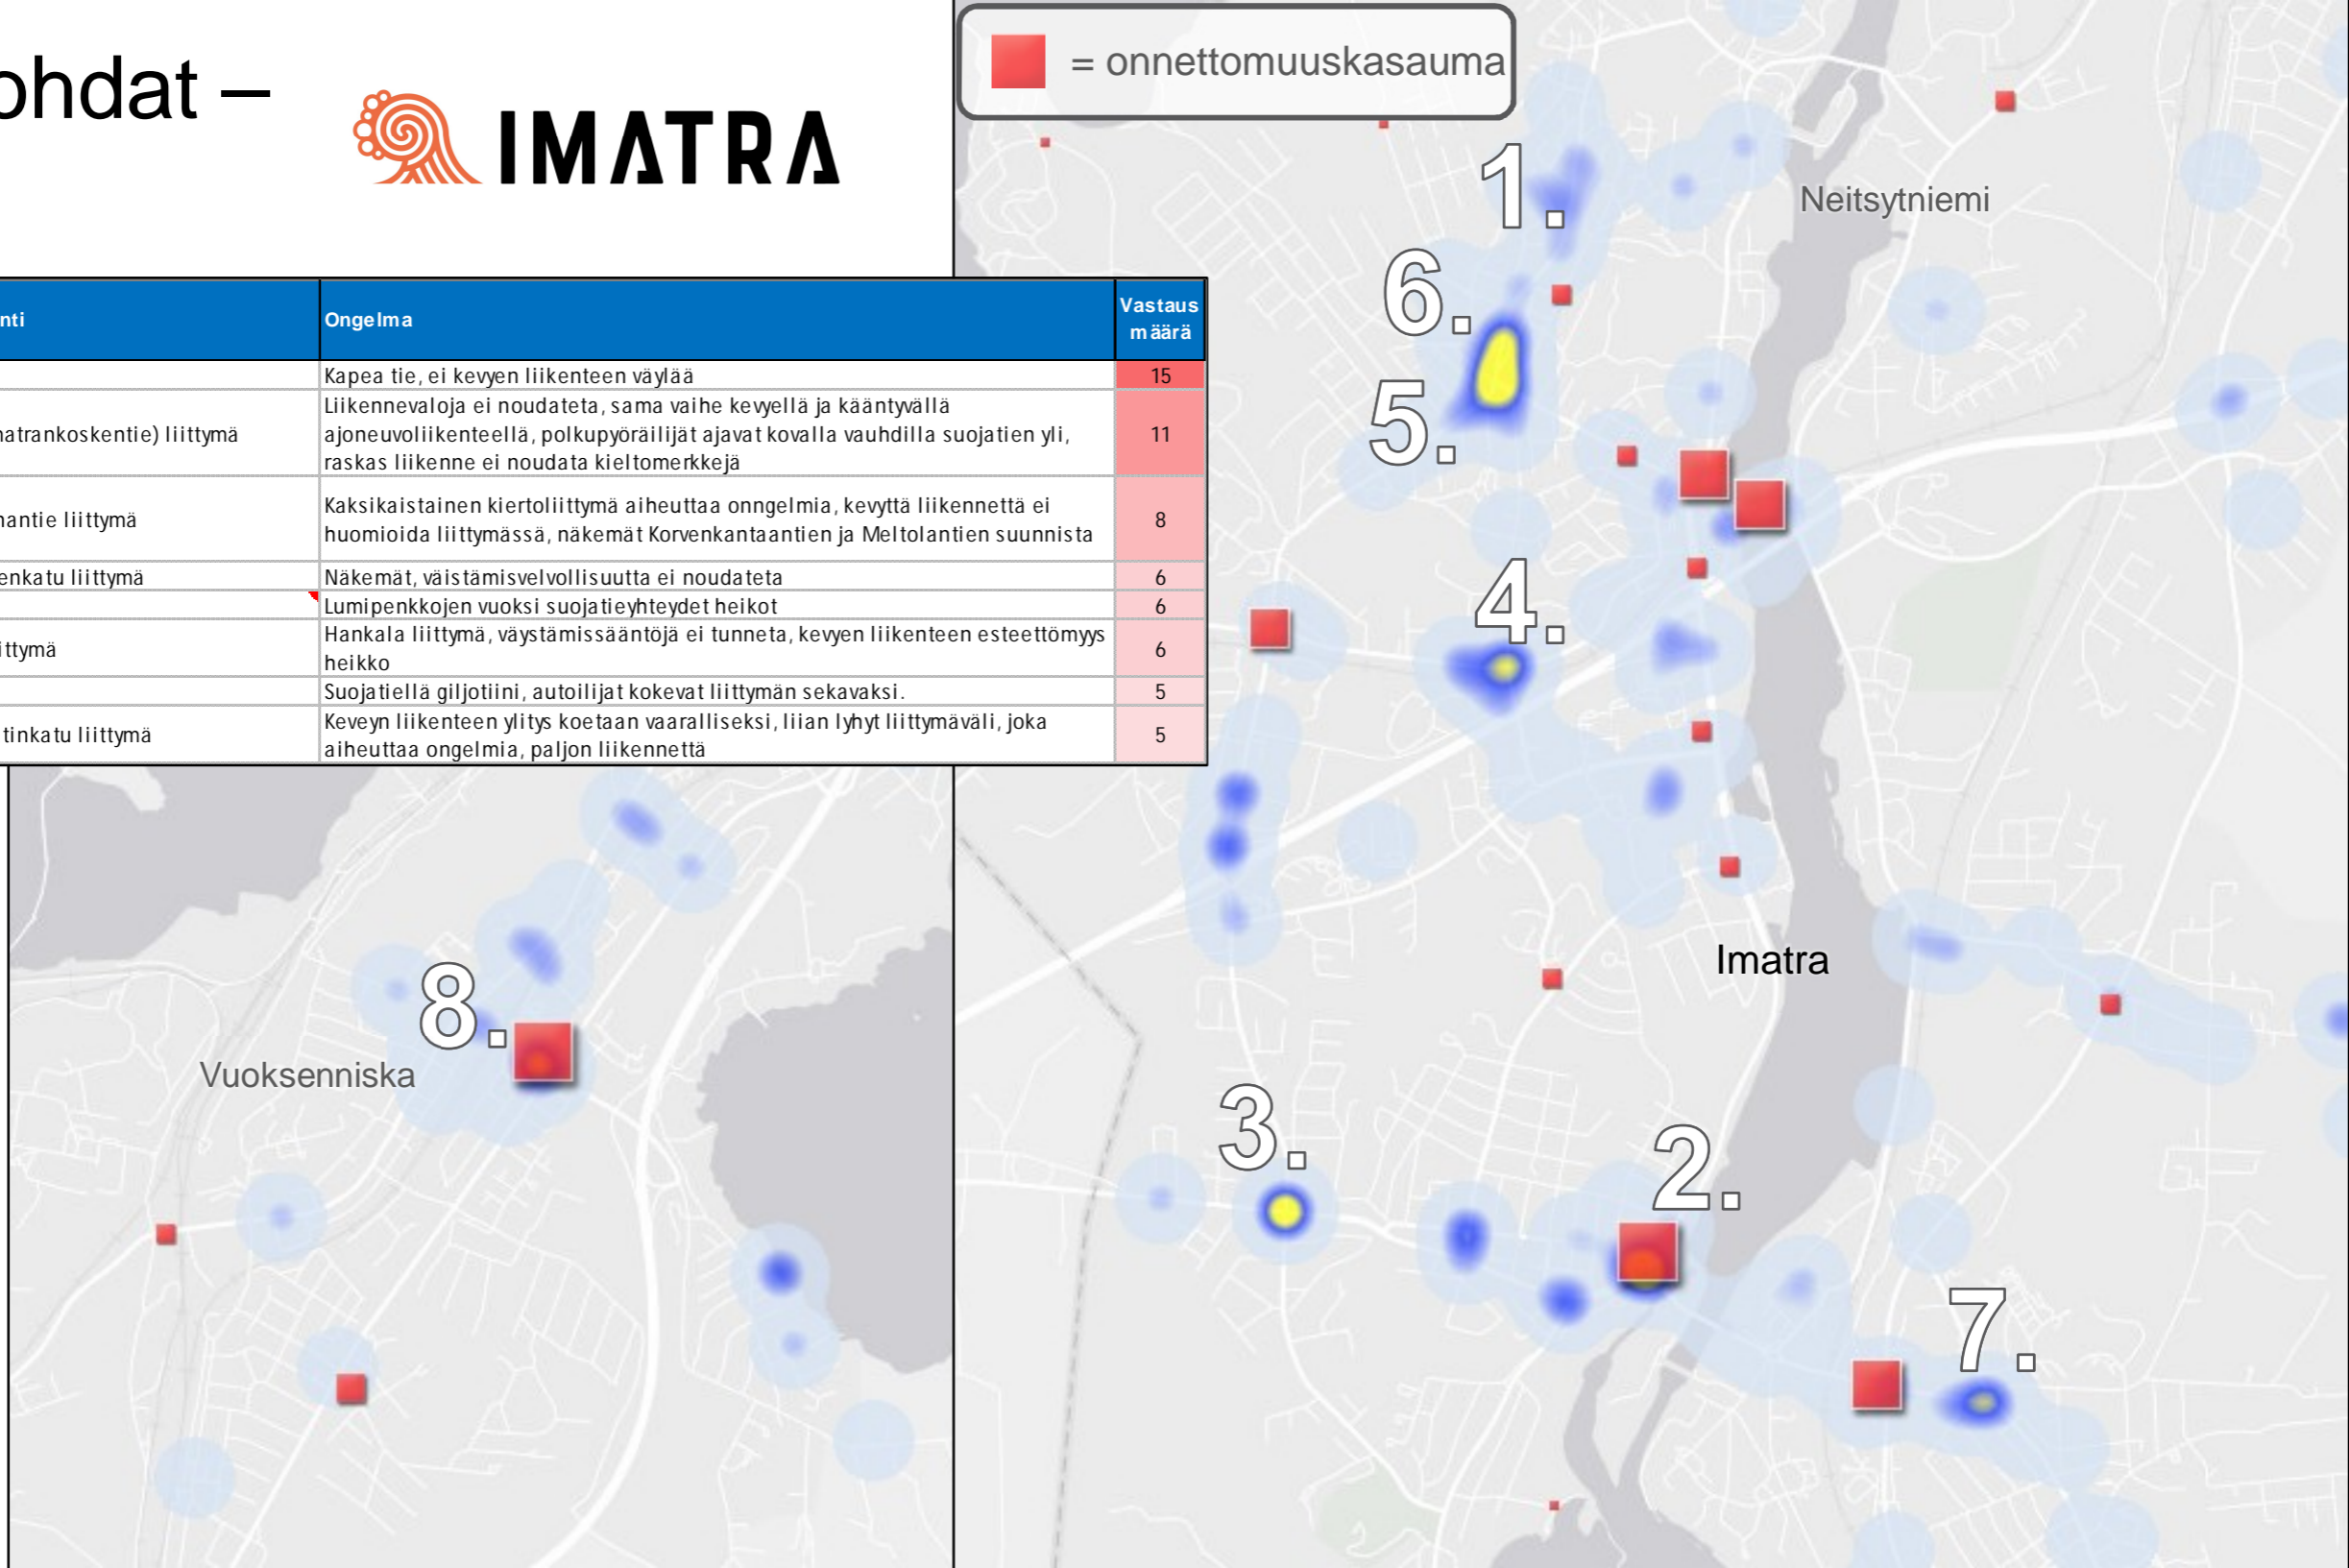 ohdat –
IMATRA
= onnettomuuskasauma
nti
Ongelma
Vastaus
määrä
Kapea tie, ei kevyen liikenteen väylää
15
natrankoskentie) liittymä
Liikennevaloja ei noudateta, sama vaihe kevyellä ja kääntyvällä
ajoneuvoliikenteellä, polkupyöräilijät ajavat kovalla vauhdilla suojatien yli,
raskas liikenne ei noudata kieltomerkkejä
11
nantie liittymä
Kaksikaistainen kiertoliittymä aiheuttaa onngelmia, kevyttä liikennettä ei
huomioida liittymässä, näkemät Korvenkantaantien ja Meltolantien suunnista
8
enkatu liittymä
Näkemät, väistämisvelvollisuutta ei noudateta
6
Lumipenkkojen vuoksi suojatieyhteydet heikot
6
ittymä
Hankala liittymä, väystämissääntöjä ei tunneta, kevyen liikenteen esteettömyys
heikko
6
Suojatiellä giljotiini, autoilijat kokevat liittymän sekavaksi.
5
tinkatu liittymä
Keveyn liikenteen ylitys koetaan vaaralliseksi, liian lyhyt liittymäväli, joka
aiheuttaa ongelmia, paljon liikennettä
5
1.
Neitsytniemi
6.
5.
4.
Imatra
8.
Vuoksenniska
3.
2.
7.